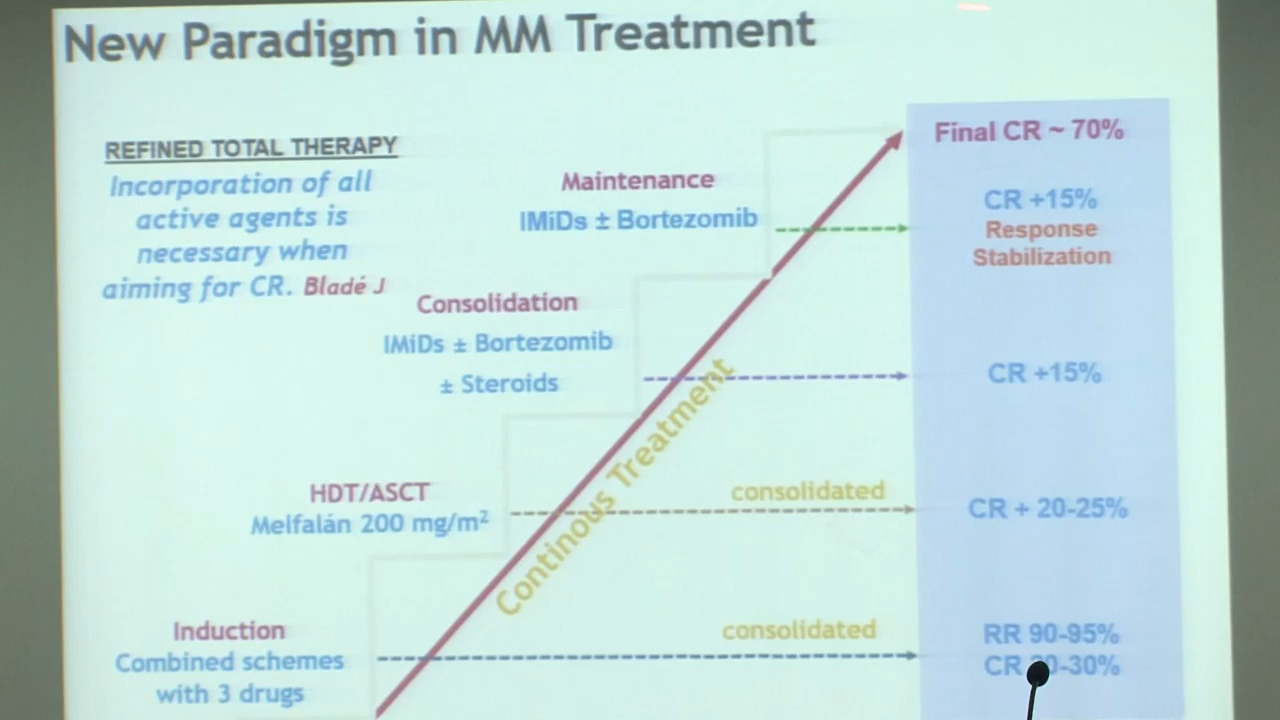 New Paradigm in MM Treatment
REFINED TOTAL THERAPY
Incorporation of all
active agents is
necessary when
aiming for CR. Bladé J
Final CR ~ 70%
Maintenance
IMiDs ± Bortezomib
CR +15%
Response
Stabilization
Consolidation
IMiDs ± Bortezomib
± Steroids
CR +15%
Continous Treatment
HDT/ASCT
Melfalán 200 mg/m²
consolidated
CR + 20-25%
Induction
Combined schemes
with 3 drugs
consolidated
RR 90-95%
CR 0-30%